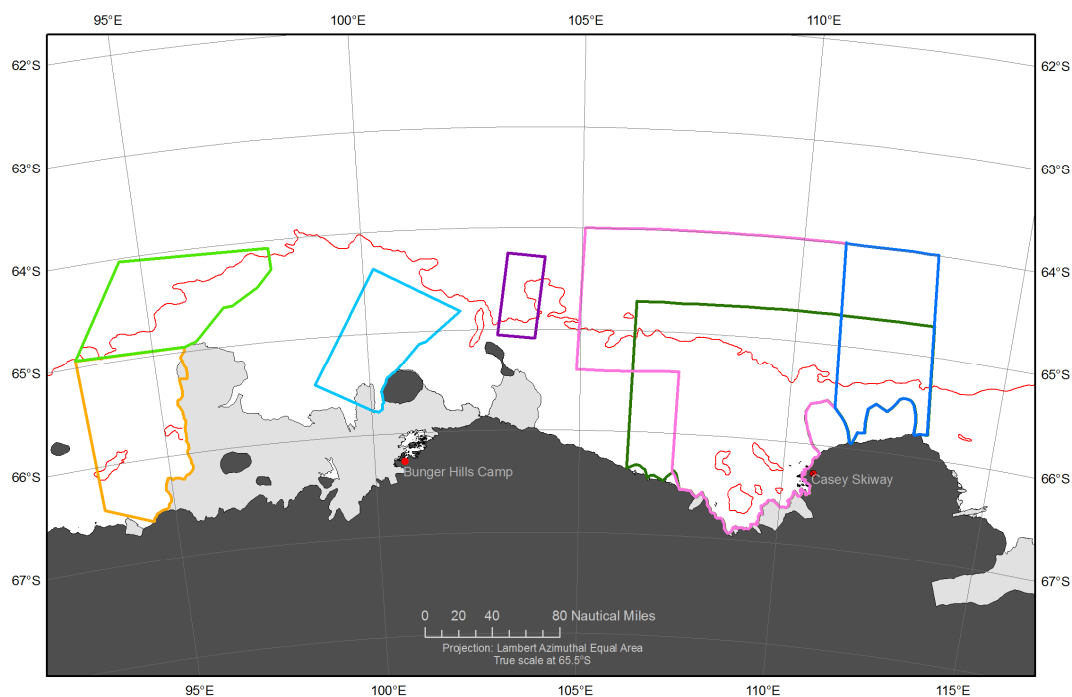 95°E 100°E 105°E 110°E
62°S 62°S
63°S 63°S
64°S 64°S
65°S 65°S
Bunger Hills Camp
Casey Skiway
66°S 66°S
67°S 67°S
0 20 40 80 Nautical Miles
Projection: Lambert Azimuthal Equal Area
True scale at 65.5°S
95°E 100°E 105°E 110°E 115°E